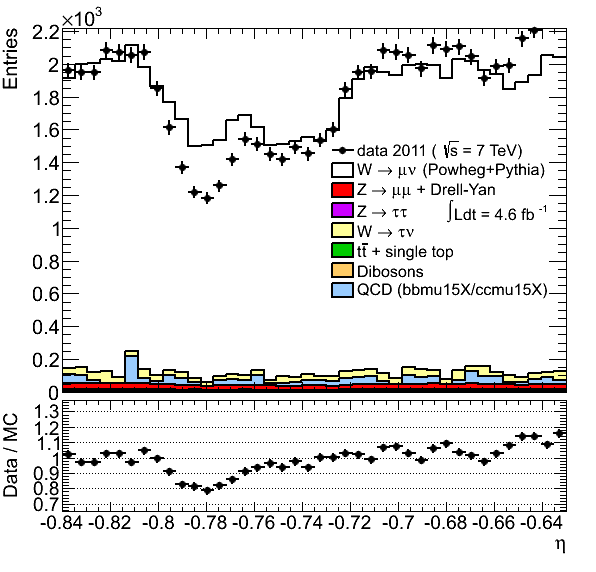 ×10³
Entries
2.2
2
1.8
1.6
1.4
1.2
1
0.8
0.6
0.4
0.2
0
data 2011 ( √s = 7 TeV)
W → μν (Powheg+Pythia)
Z → μμ + Drell-Yan
Z → ττ ∫Ldt = 4.6 fb⁻¹
W → τν
tt̄ + single top
Dibosons
QCD (bbmu15X/ccmu15X)
Data / MC
1.3
1.2
1.1
1
0.9
0.8
0.7
-0.84 -0.82 -0.8 -0.78 -0.76 -0.74 -0.72 -0.7 -0.68 -0.66 -0.64
η